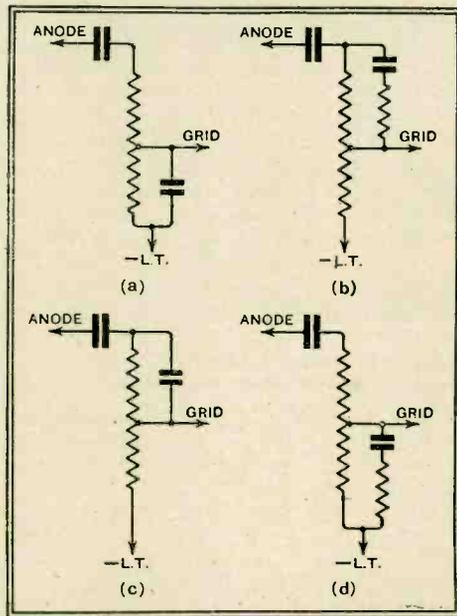 ANODE
GRID
—L.T.
(a)
ANODE
GRID
—L.T.
(b)
ANODE
GRID
—L.T.
(c)
ANODE
GRID
—L.T.
(d)